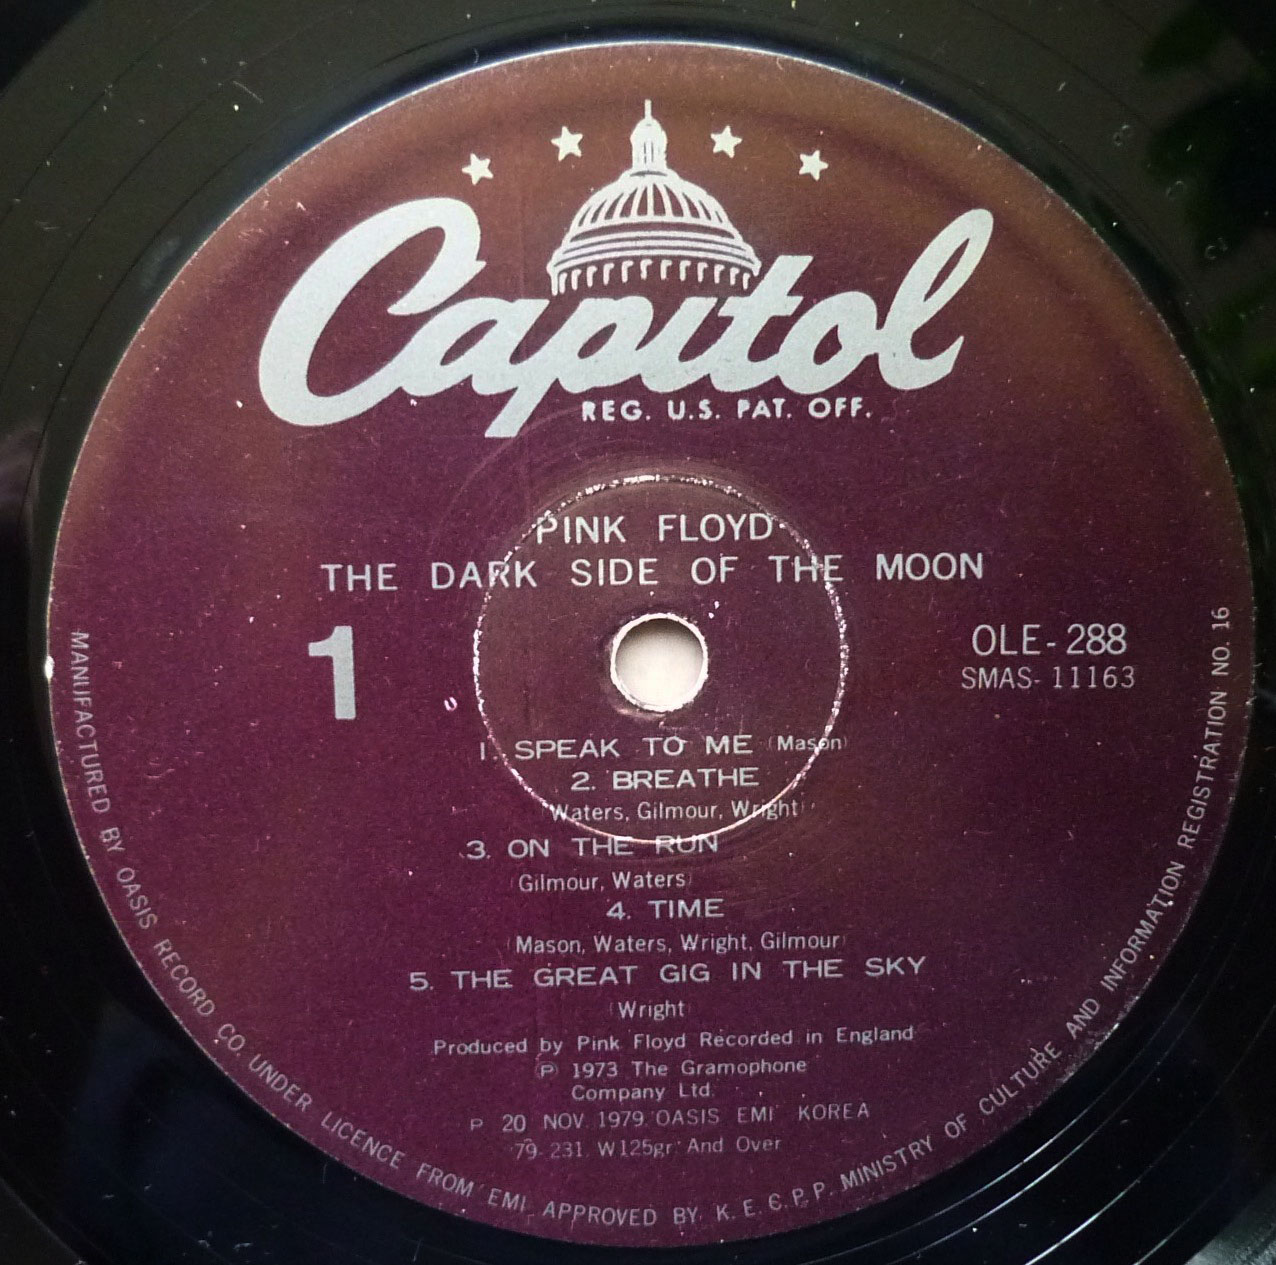 Capitol
REG. U.S. PAT. OFF.
PINK FLOYD
THE DARK SIDE OF THE MOON
1
OLE-288
SMAS-11163
1. SPEAK TO ME (Mason)
2. BREATHE
(Waters, Gilmour, Wright)
3. ON THE RUN
(Gilmour, Waters)
4. TIME
(Mason, Waters, Wright, Gilmour)
5. THE GREAT GIG IN THE SKY
(Wright)
Produced by Pink Floyd Recorded in England
Ⓟ 1973 The Gramophone
Company Ltd.
P 20 NOV. 1979 'OASIS EMI' KOREA
79. 231. W125gr And Over
MANUFACTURED BY OASIS RECORD CO. UNDER LICENCE FROM 'EMI' APPROVED BY K. E. C. P. P. MINISTRY OF CULTURE AND INFORMATION REGISTRATION NO. 16